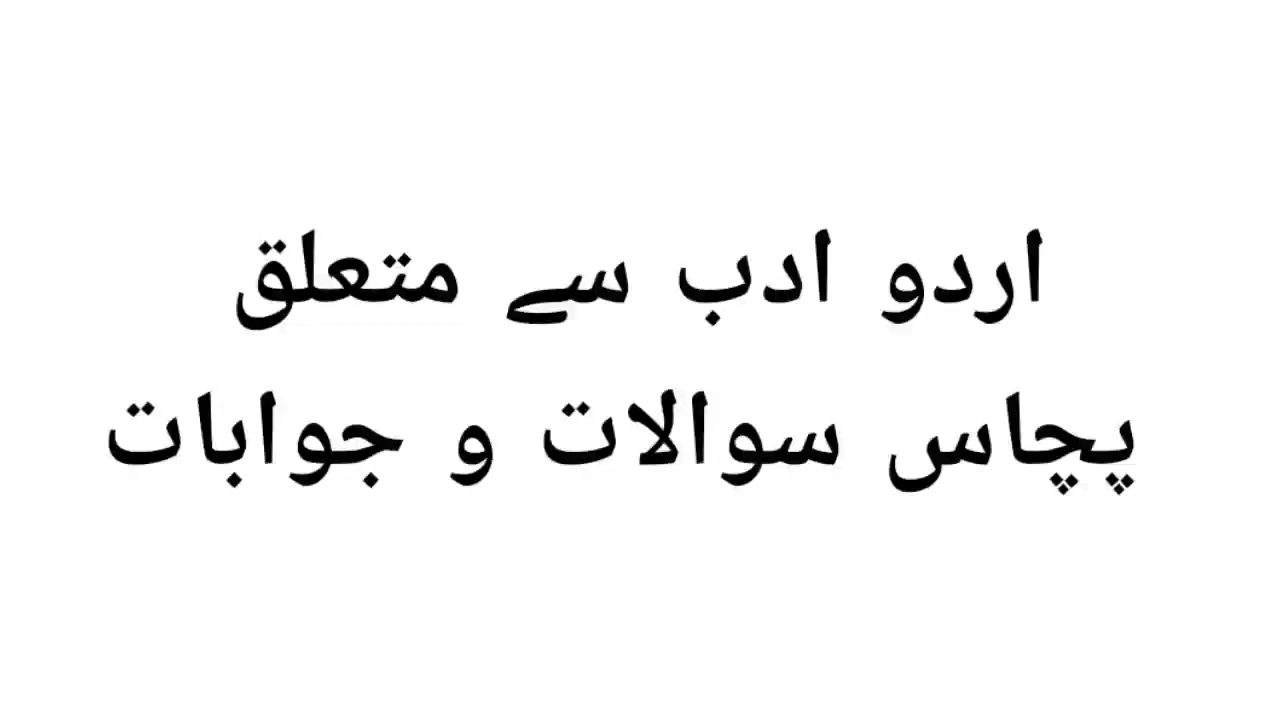 اردو ادب سے متعلق
پچاس سوالات و جوابات